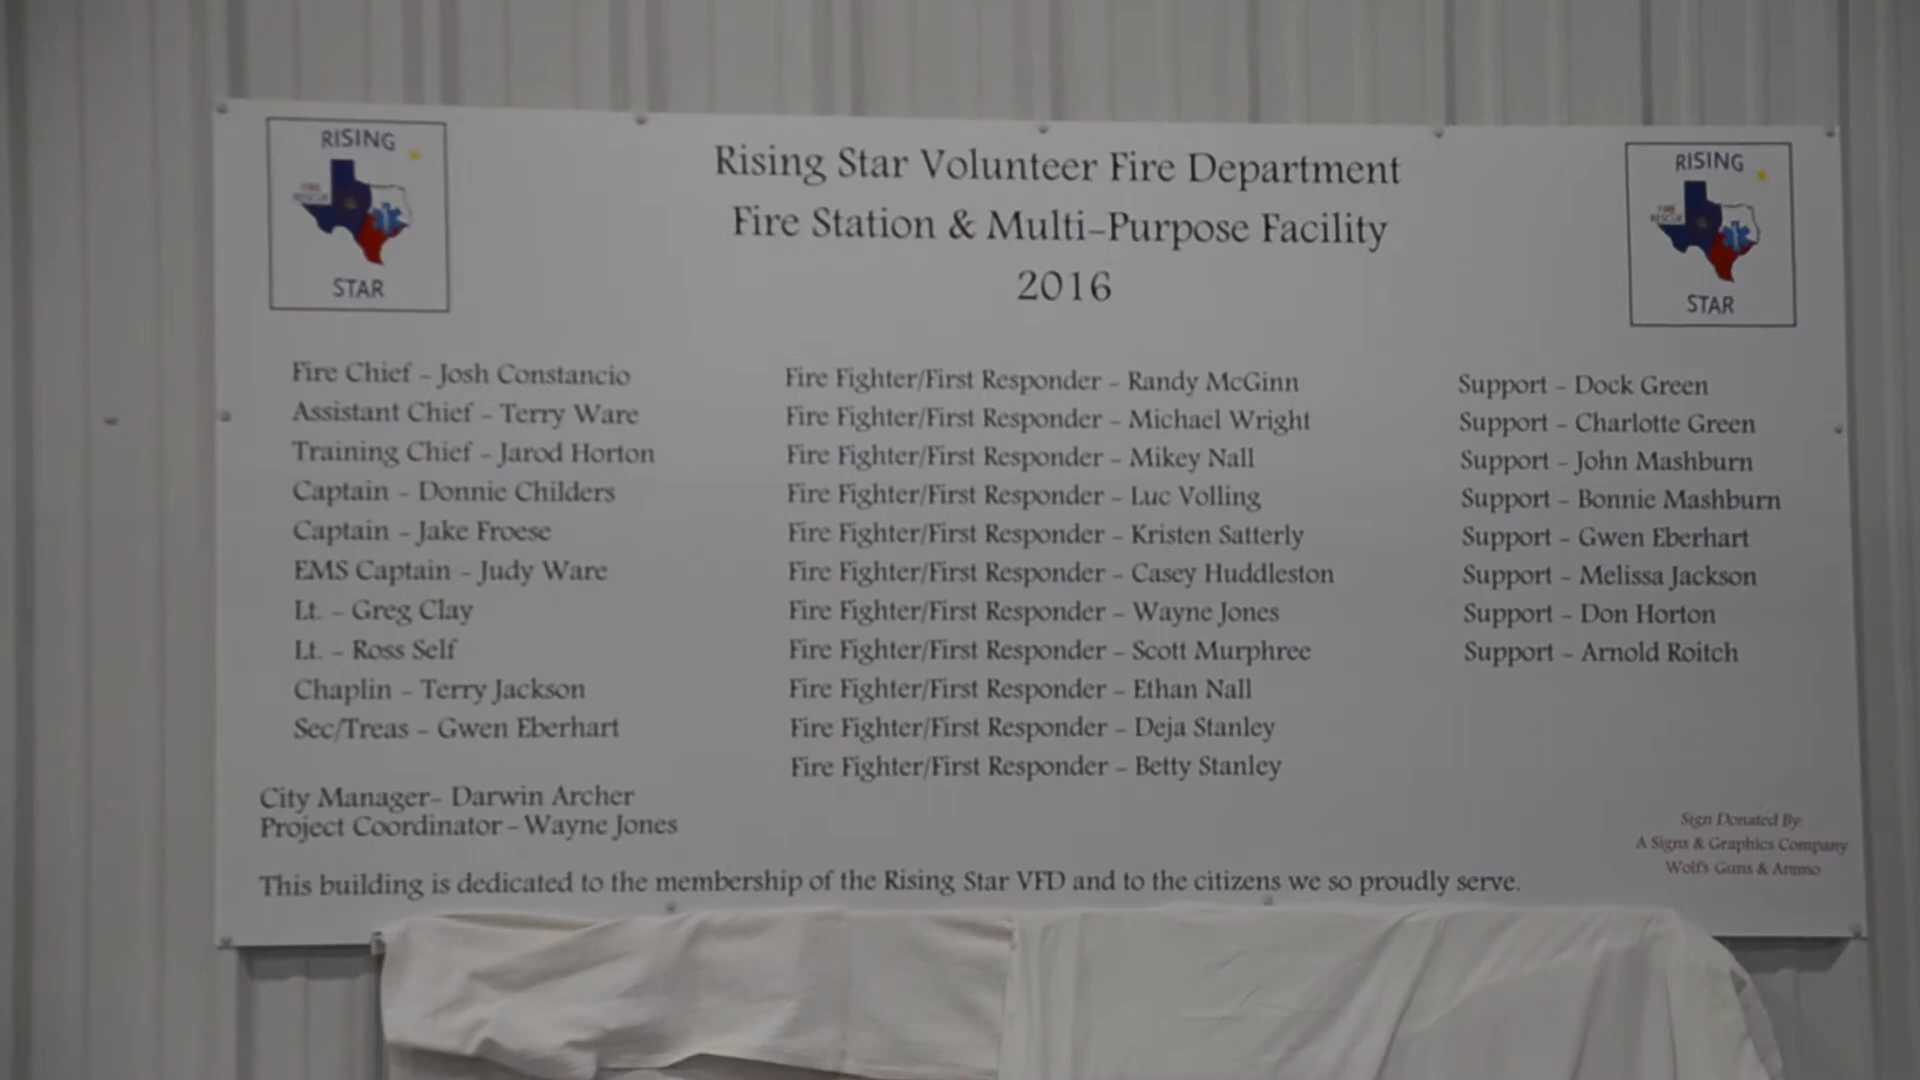 RISING
FIRE
RESCUE
STAR
Rising Star Volunteer Fire Department
Fire Station & Multi-Purpose Facility
2016
RISING
FIRE
RESCUE
STAR
Fire Chief - Josh Constancio
Assistant Chief - Terry Ware
Training Chief - Jarod Horton
Captain - Donnie Childers
Captain - Jake Froese
EMS Captain - Judy Ware
Lt. - Greg Clay
Lt. - Ross Self
Chaplin - Terry Jackson
Sec/Treas - Gwen Eberhart
City Manager- Darwin Archer
Project Coordinator - Wayne Jones
Fire Fighter/First Responder - Randy McGinn
Fire Fighter/First Responder - Michael Wright
Fire Fighter/First Responder - Mikey Nall
Fire Fighter/First Responder - Luc Volling
Fire Fighter/First Responder - Kristen Satterly
Fire Fighter/First Responder - Casey Huddleston
Fire Fighter/First Responder - Wayne Jones
Fire Fighter/First Responder - Scott Murphree
Fire Fighter/First Responder - Ethan Nall
Fire Fighter/First Responder - Deja Stanley
Fire Fighter/First Responder - Betty Stanley
Support - Dock Green
Support - Charlotte Green
Support - John Mashburn
Support - Bonnie Mashburn
Support - Gwen Eberhart
Support - Melissa Jackson
Support - Don Horton
Support - Arnold Roitch
Sign Donated By:
A Signs & Graphics Company
Wolf's Guns & Ammo
This building is dedicated to the membership of the Rising Star VFD and to the citizens we so proudly serve.